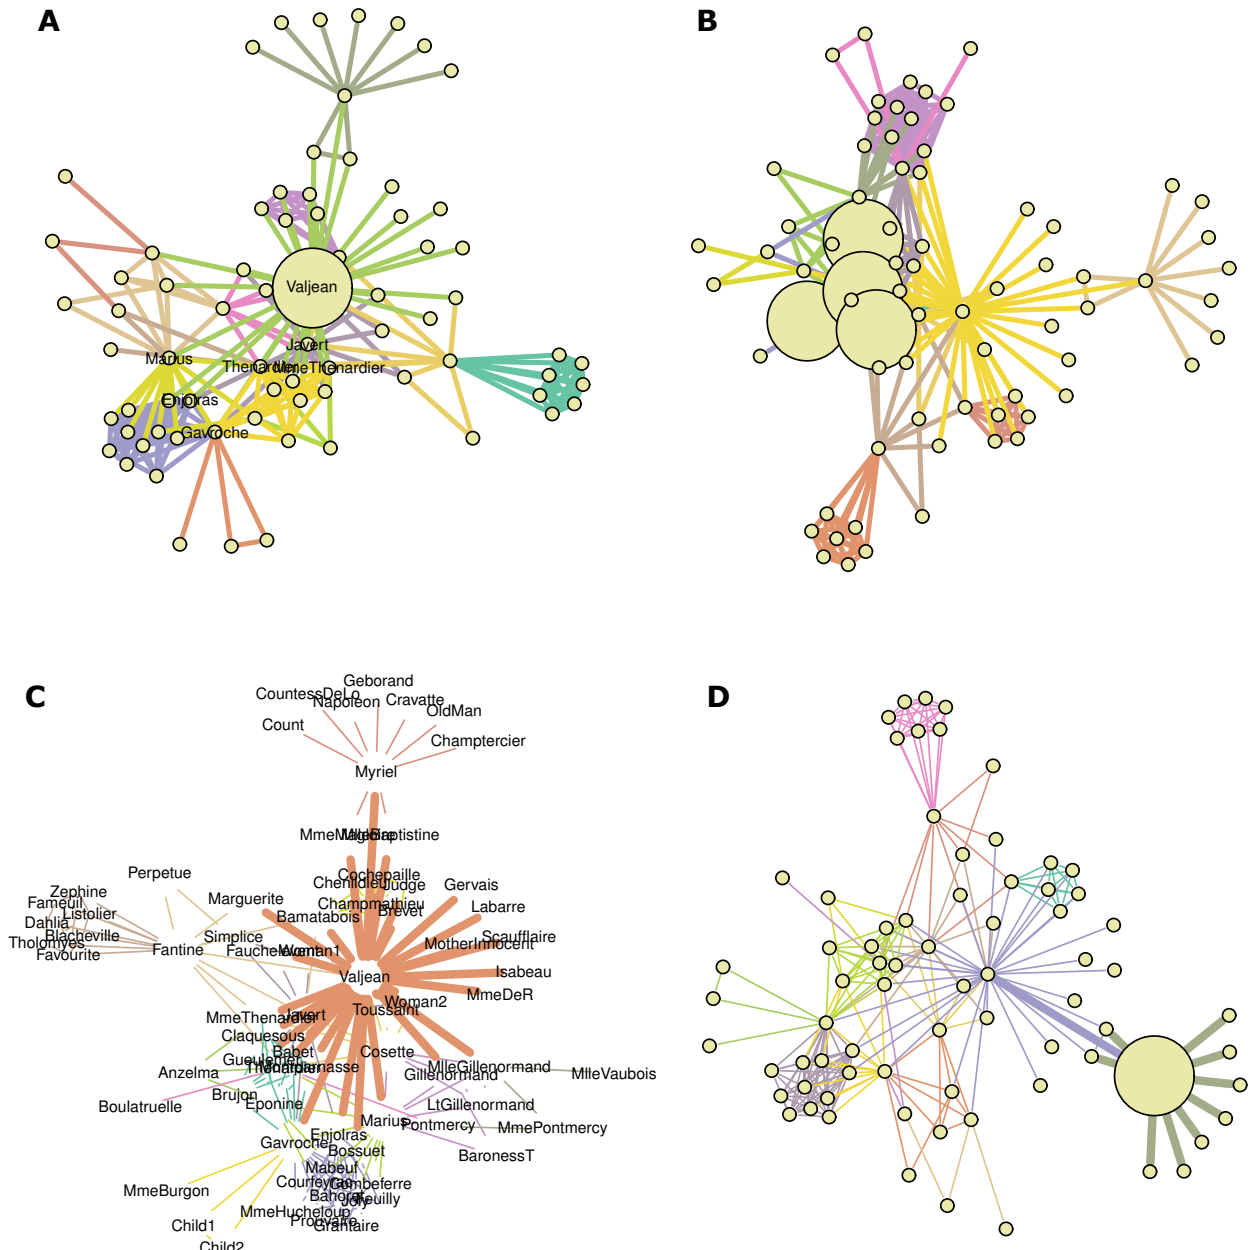 A
B
Valjean
Javert
Marius
Thenardier
MmeThenardier
Enjolras
Gavroche
C
D
Geborand
CountessDeLo
Napoleon
Cravatte
OldMan
Count
Champtercier
Myriel
MlleBaptistine
Cochepaille
Perpetue
Chenildieu
Judge
Gervais
Zephine
Marguerite
Fameuil
Champmathieu
Brevet
Labarre
Listolier
Bamatabois
Dahlia
Blacheville
Simplice
Scaufflaire
Tholomyes
MotherInnocent
Favourite
Fantine
Fauchelevent
Woman1
Valjean
Isabeau
MmeDeR
Woman2
Toussaint
MmeThenardier
Javert
Claquesous
Babet
Cosette
Gueulemer
Thenardier
Montparnasse
MlleGillenormand
Anzelma
Gillenormand
MlleVaubois
Brujon
Eponine
Boulatruelle
LtGillenormand
Marius
Pontmercy
MmePontmercy
Enjolras
Gavroche
Bossuet
BaronessT
Mabeuf
Courfeyrac
Combeferre
MmeBurgon
Bahorel
Joly
Feuilly
MmeHucheloup
Prouvaire
Grantaire
Child1
Child2